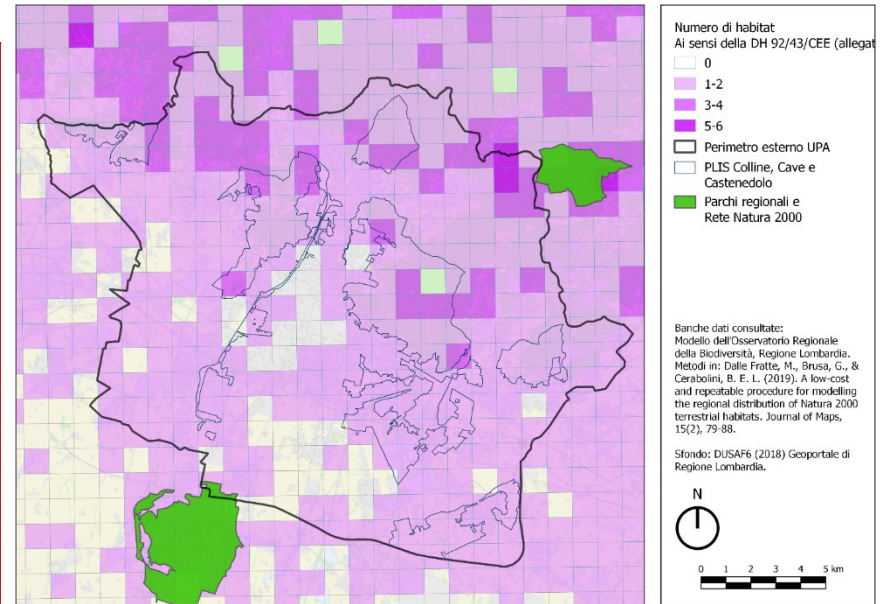 Numero di habitat
Ai sensi della DH 92/43/CEE (allegat
0
1-2
3-4
5-6
Perimetro esterno UPA
PLIS Colline, Cave e
Castenedolo
Parchi regionali e
Rete Natura 2000
Banche dati consultate:
Modello dell'Osservatorio Regionale
della Biodiversità, Regione Lombardia.
Metodi in: Dalle Fratte, M., Brusa, G., &
Cerabolini, B. E. L. (2019). A low-cost
and repeatable procedure for modelling
the regional distribution of Natura 2000
terrestrial habitats. Journal of Maps,
15(2), 79-88.
Sfondo: DUSAF6 (2018) Geoportale di
Regione Lombardia.
N
0 1 2 3 4 5 km